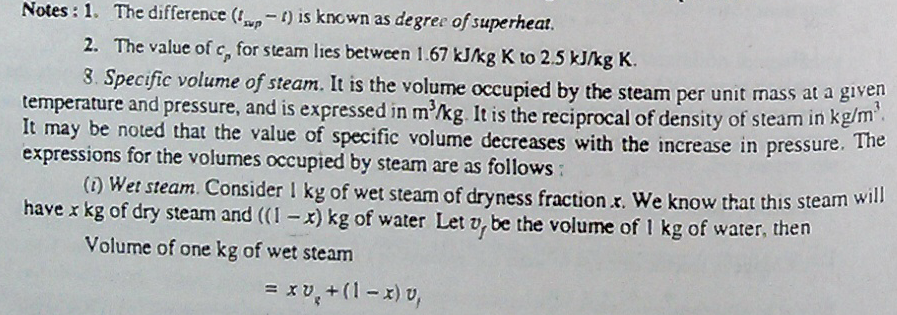 Notes : 1. The difference (t_sup − t) is known as degree of superheat.
2. The value of c_p for steam lies between 1.67 kJ/kg K to 2.5 kJ/kg K.
8. Specific volume of steam. It is the volume occupied by the steam per unit mass at a given
temperature and pressure, and is expressed in m³/kg. It is the reciprocal of density of steam in kg/m³.
It may be noted that the value of specific volume decreases with the increase in pressure. The
expressions for the volumes occupied by steam are as follows :
(i) Wet steam. Consider 1 kg of wet steam of dryness fraction x. We know that this steam will
have x kg of dry steam and ((1 − x) kg of water Let v_f be the volume of 1 kg of water, then
Volume of one kg of wet steam
= x v_g + (1 − x) v_f